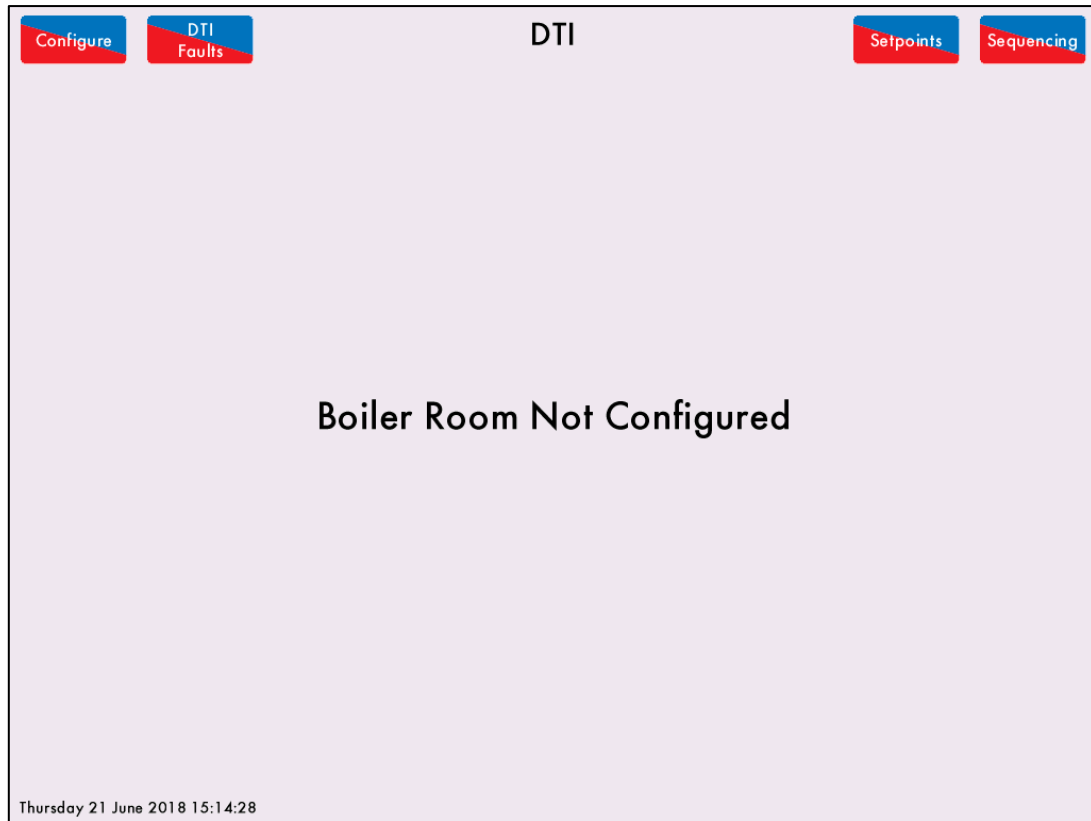 Configure
DTI
Faults
DTI
Setpoints
Sequencing
Boiler Room Not Configured
Thursday 21 June 2018 15:14:28